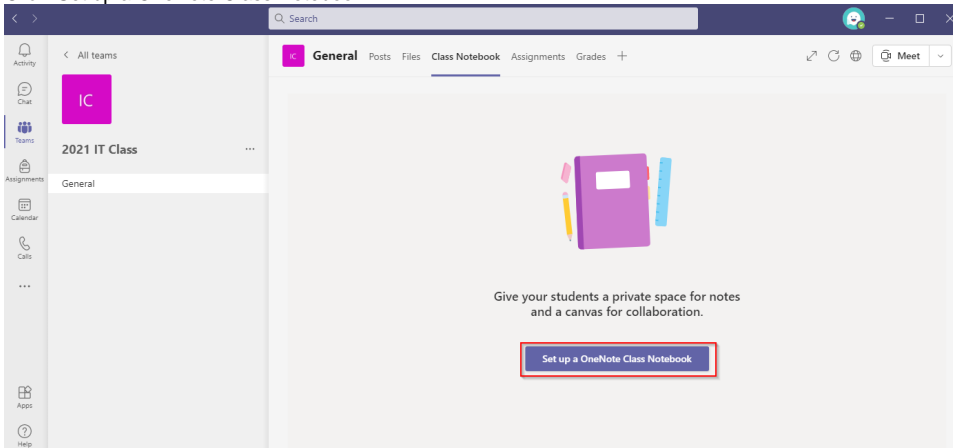 Search
Activity
Chat
Teams
Assignments
Calendar
Calls
Apps
Help
All teams
IC
2021 IT Class
General
IC General Posts Files Class Notebook Assignments Grades
Meet
Give your students a private space for notes
and a canvas for collaboration.
Set up a OneNote Class Notebook